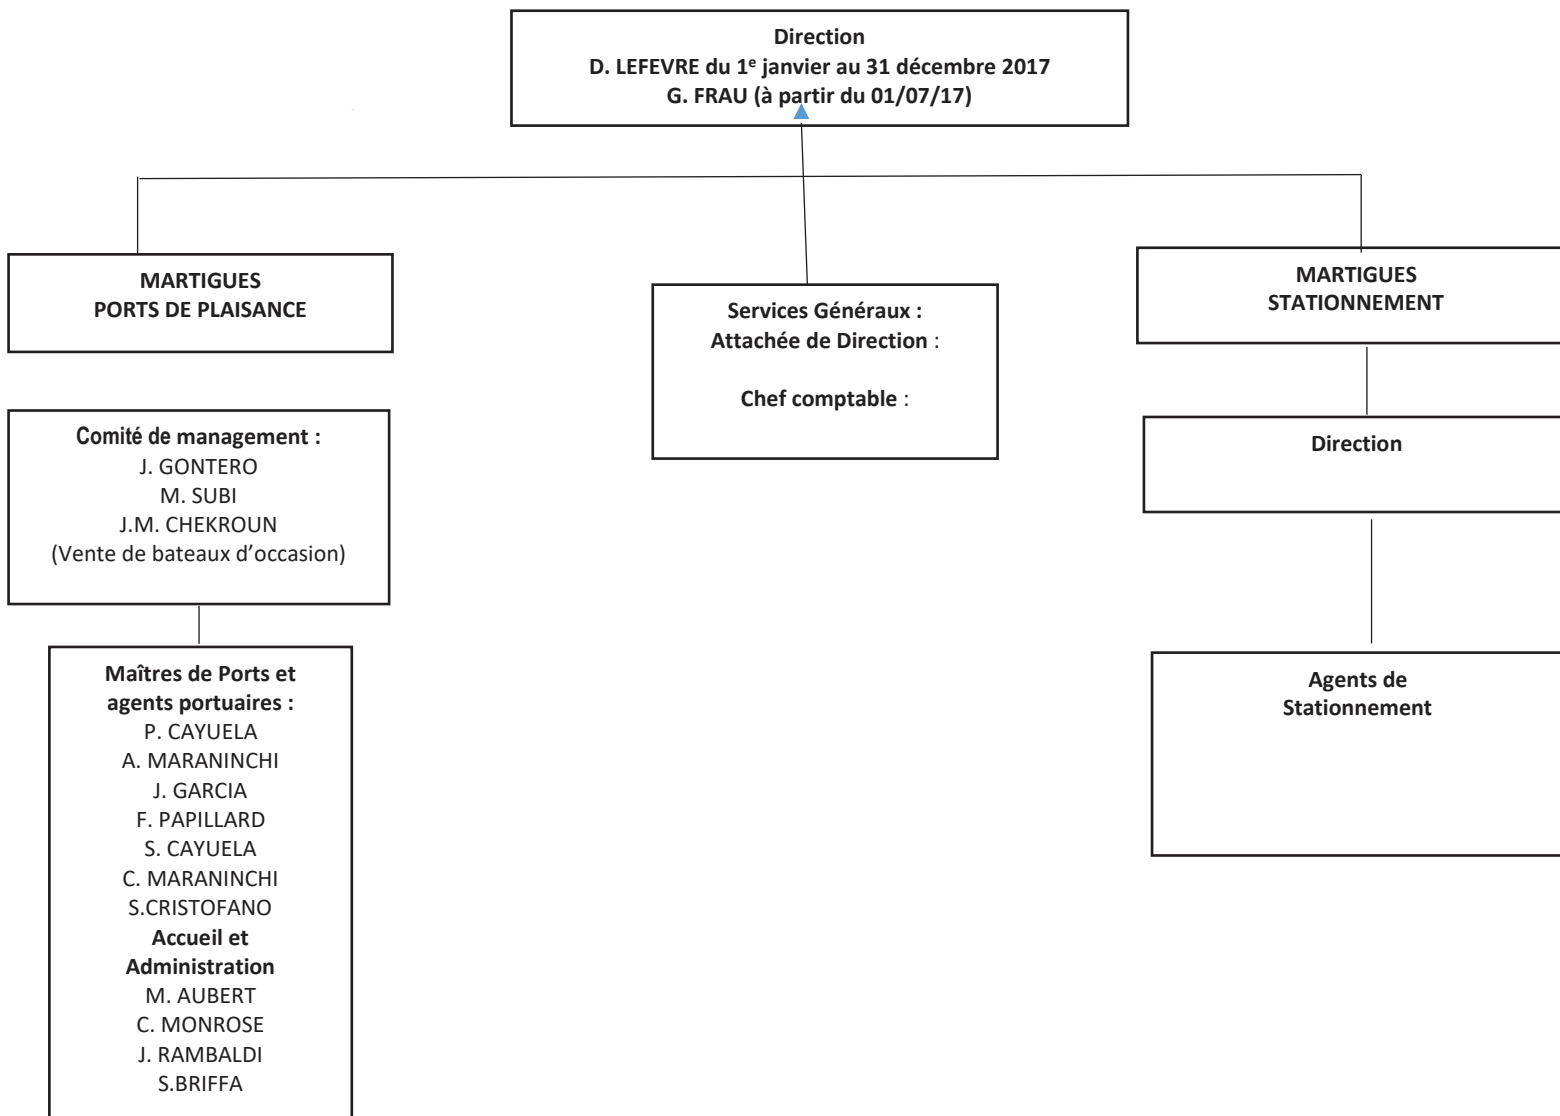 Direction
D. LEFEVRE du 1e janvier au 31 décembre 2017
G. FRAU (à partir du 01/07/17)
MARTIGUES
PORTS DE PLAISANCE
Services Généraux :
Attachée de Direction :
Chef comptable :
MARTIGUES
STATIONNEMENT
Comité de management :
J. GONTERO
M. SUBI
J.M. CHEKROUN
(Vente de bateaux d’occasion)
Direction
Maîtres de Ports et
agents portuaires :
P. CAYUELA
A. MARANINCHI
J. GARCIA
F. PAPILLARD
S. CAYUELA
C. MARANINCHI
S.CRISTOFANO
Accueil et
Administration
M. AUBERT
C. MONROSE
J. RAMBALDI
S.BRIFFA
Agents de
Stationnement